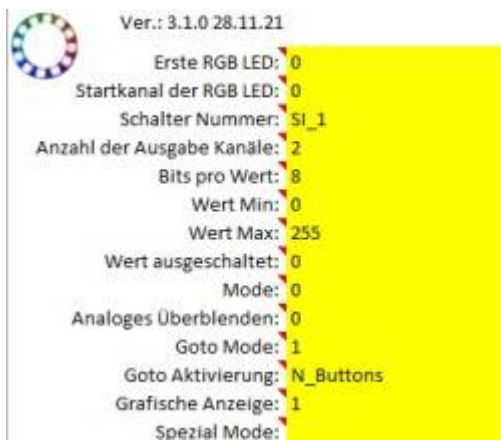 Ver.: 3.1.0 28.11.21
Erste RGB LED: 0
Startkanal der RGB LED: 0
Schalter Nummer: SI_1
Anzahl der Ausgabe Kanäle: 2
Bits pro Wert: 8
Wert Min: 0
Wert Max: 255
Wert ausgeschaltet: 0
Mode: 0
Analoges Überblenden: 0
Goto Mode: 1
Goto Aktivierung: N_Buttons
Grafische Anzeige: 1
Spezial Mode: